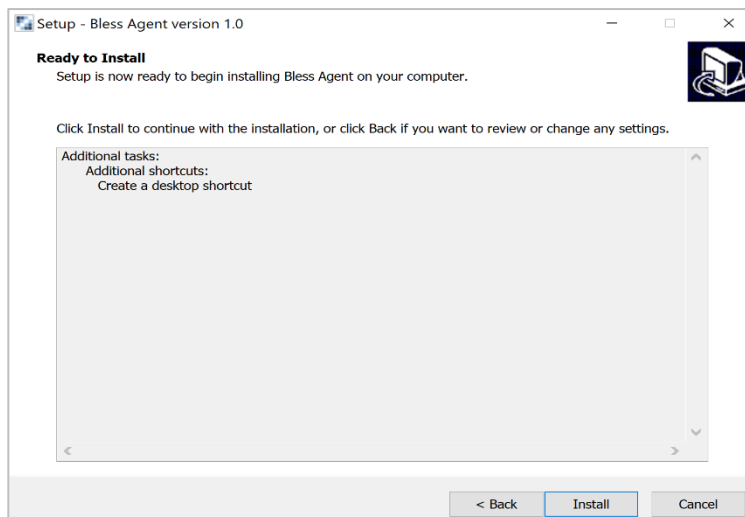 Setup - Bless Agent version 1.0
Ready to Install
Setup is now ready to begin installing Bless Agent on your computer.
Click Install to continue with the installation, or click Back if you want to review or change any settings.
Additional tasks:
Additional shortcuts:
Create a desktop shortcut
< Back
Install
Cancel